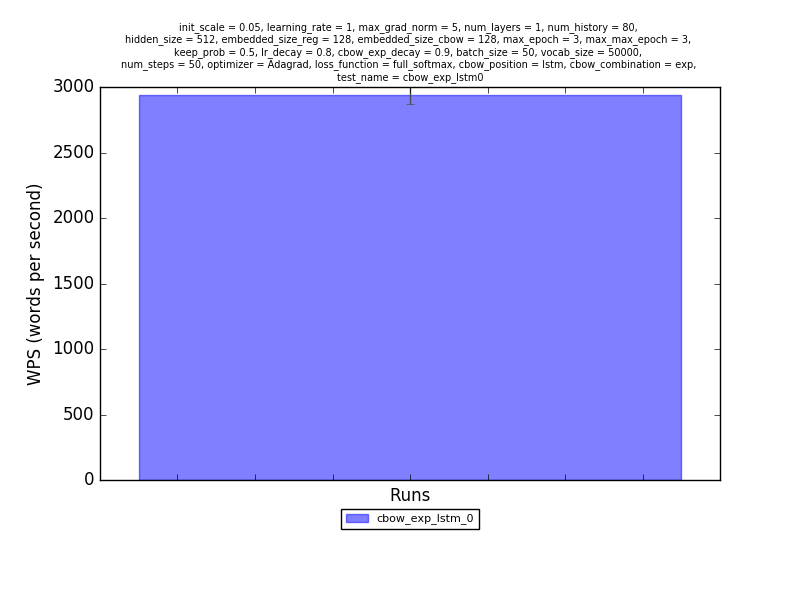 init_scale = 0.05, learning_rate = 1, max_grad_norm = 5, num_layers = 1, num_history = 80,
hidden_size = 512, embedded_size_reg = 128, embedded_size_cbow = 128, max_epoch = 3, max_max_epoch = 3,
keep_prob = 0.5, lr_decay = 0.8, cbow_exp_decay = 0.9, batch_size = 50, vocab_size = 50000,
num_steps = 50, optimizer = Adagrad, loss_function = full_softmax, cbow_position = lstm, cbow_combination = exp,
test_name = cbow_exp_lstm0
3000
2500
2000
1500
1000
500
0
WPS (words per second)
Runs
cbow_exp_lstm_0